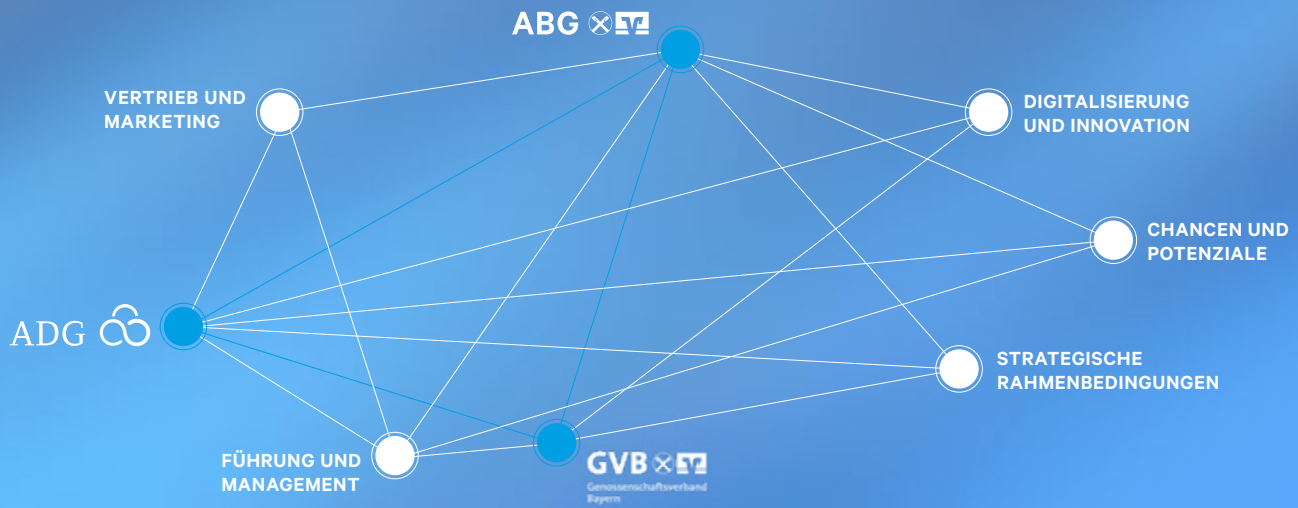 ABG
VERTRIEB UND
MARKETING
DIGITALISIERUNG
UND INNOVATION
CHANCEN UND
POTENZIALE
ADG
STRATEGISCHE
RAHMENBEDINGUNGEN
FÜHRUNG UND
MANAGEMENT
GVB
Genossenschaftsverband
Bayern